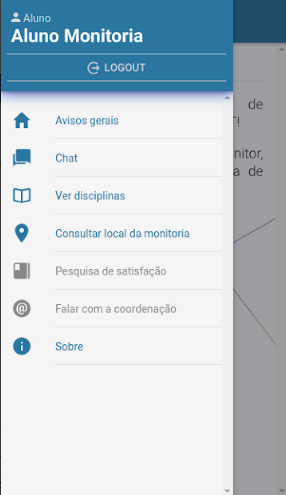 Aluno
Aluno Monitoria
LOGOUT
de
!
Avisos gerais
nitor,
a de
Chat
Ver disciplinas
Consultar local da monitoria
Pesquisa de satisfação
Falar com a coordenação
Sobre